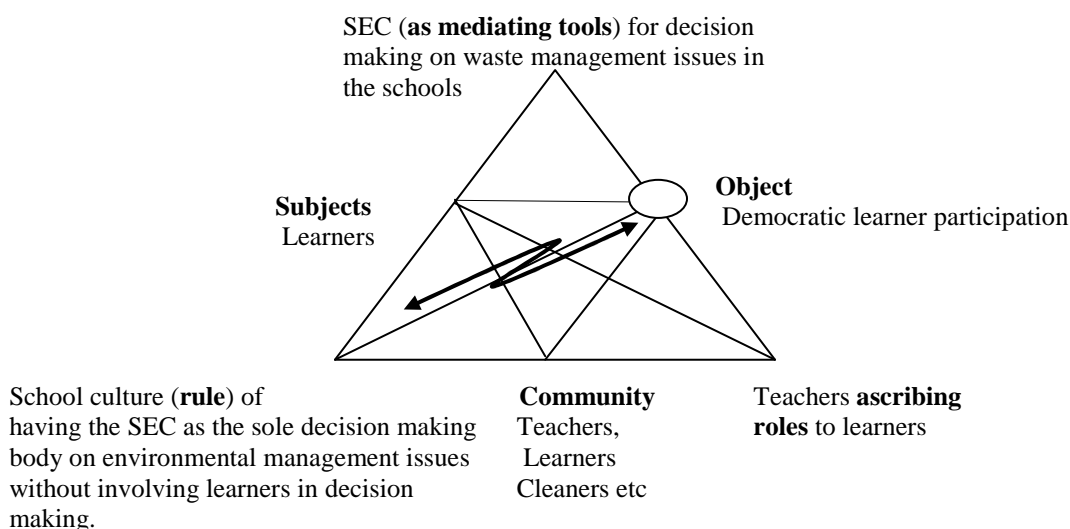 SEC (as mediating tools) for decision
making on waste management issues in
the schools
Subjects
Learners
Object
Democratic learner participation
School culture (rule) of
having the SEC as the sole decision making
body on environmental management issues
without involving learners in decision
making.
Community
Teachers,
Learners
Cleaners etc
Teachers ascribing
roles to learners